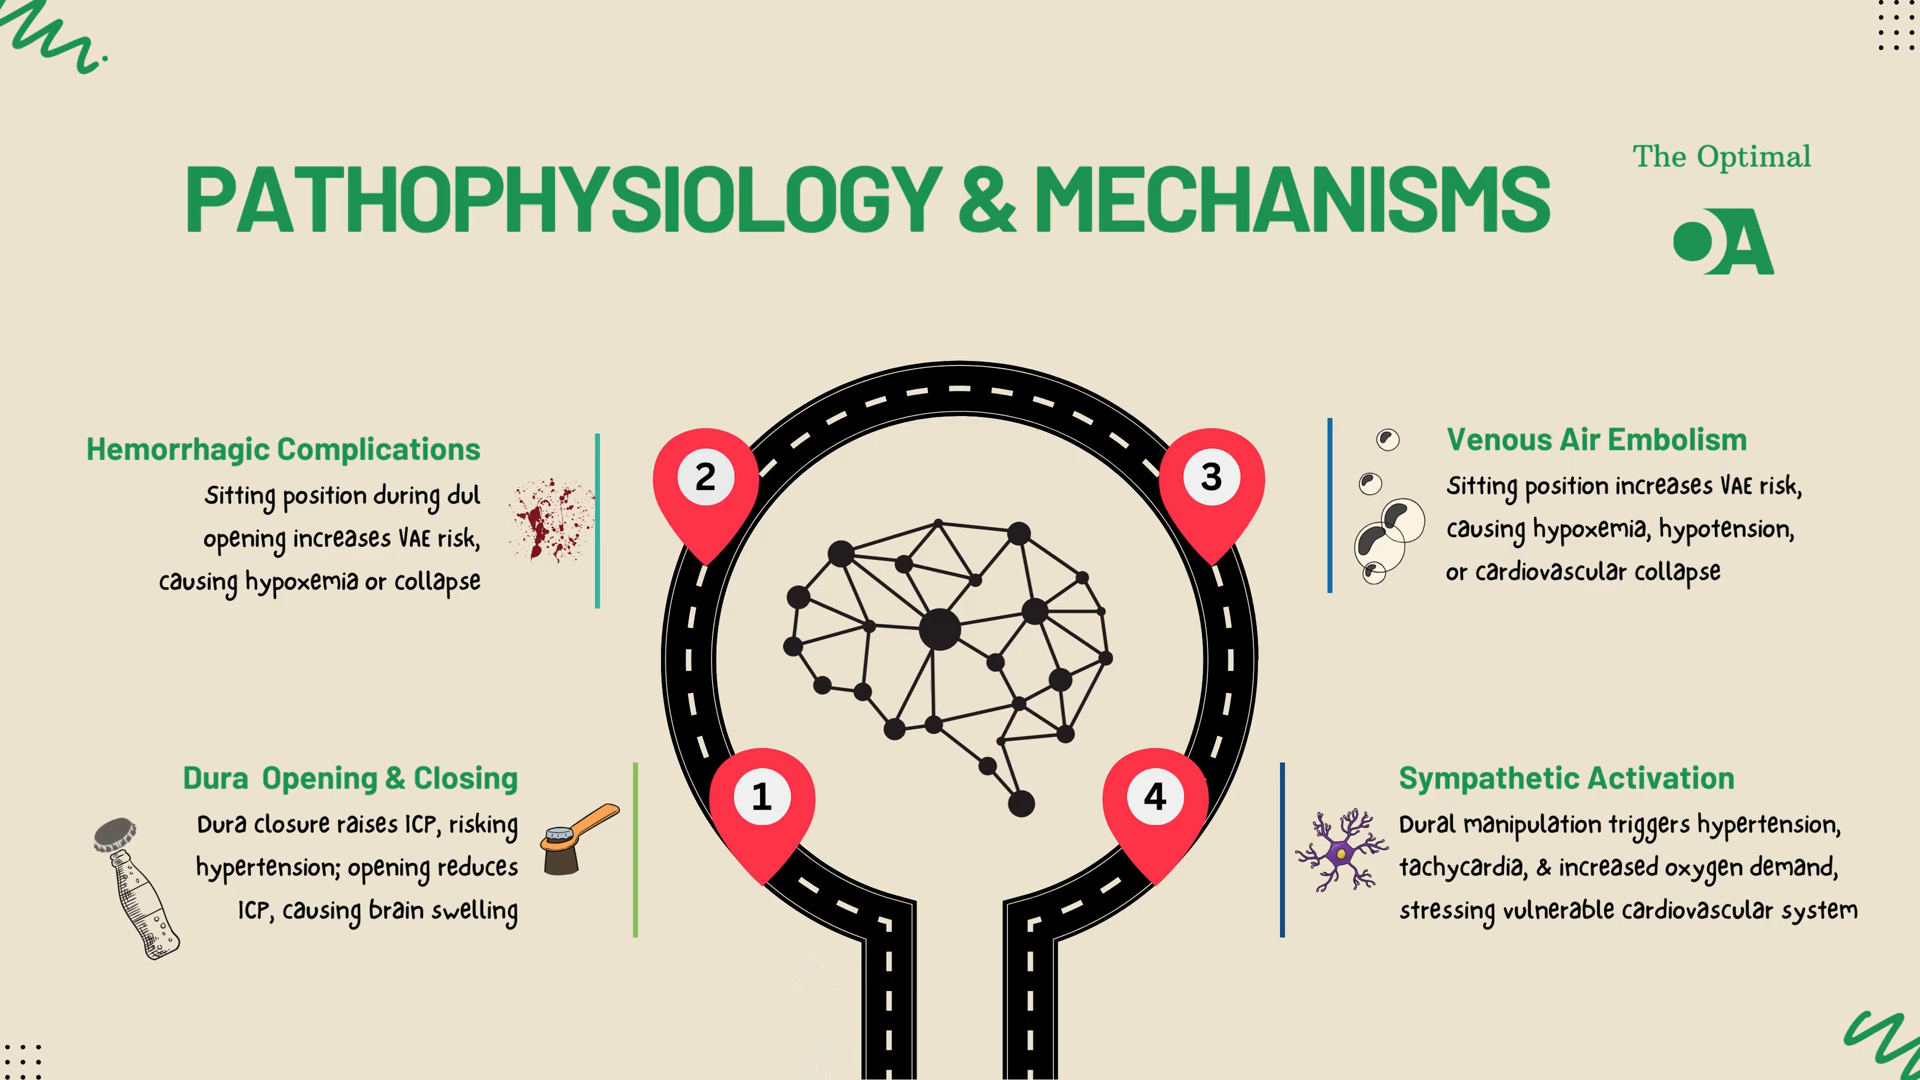 PATHOPHYSIOLOGY & MECHANISMS
The Optimal
OA
Hemorrhagic Complications
Sitting position during dul
opening increases VAE risk,
causing hypoxemia or collapse
2
3
Venous Air Embolism
Sitting position increases VAE risk,
causing hypoxemia, hypotension,
or cardiovascular collapse
Dura Opening & Closing
Dura closure raises ICP, risking
hypertension; opening reduces
ICP, causing brain swelling
1
4
Sympathetic Activation
Dural manipulation triggers hypertension,
tachycardia, & increased oxygen demand,
stressing vulnerable cardiovascular system